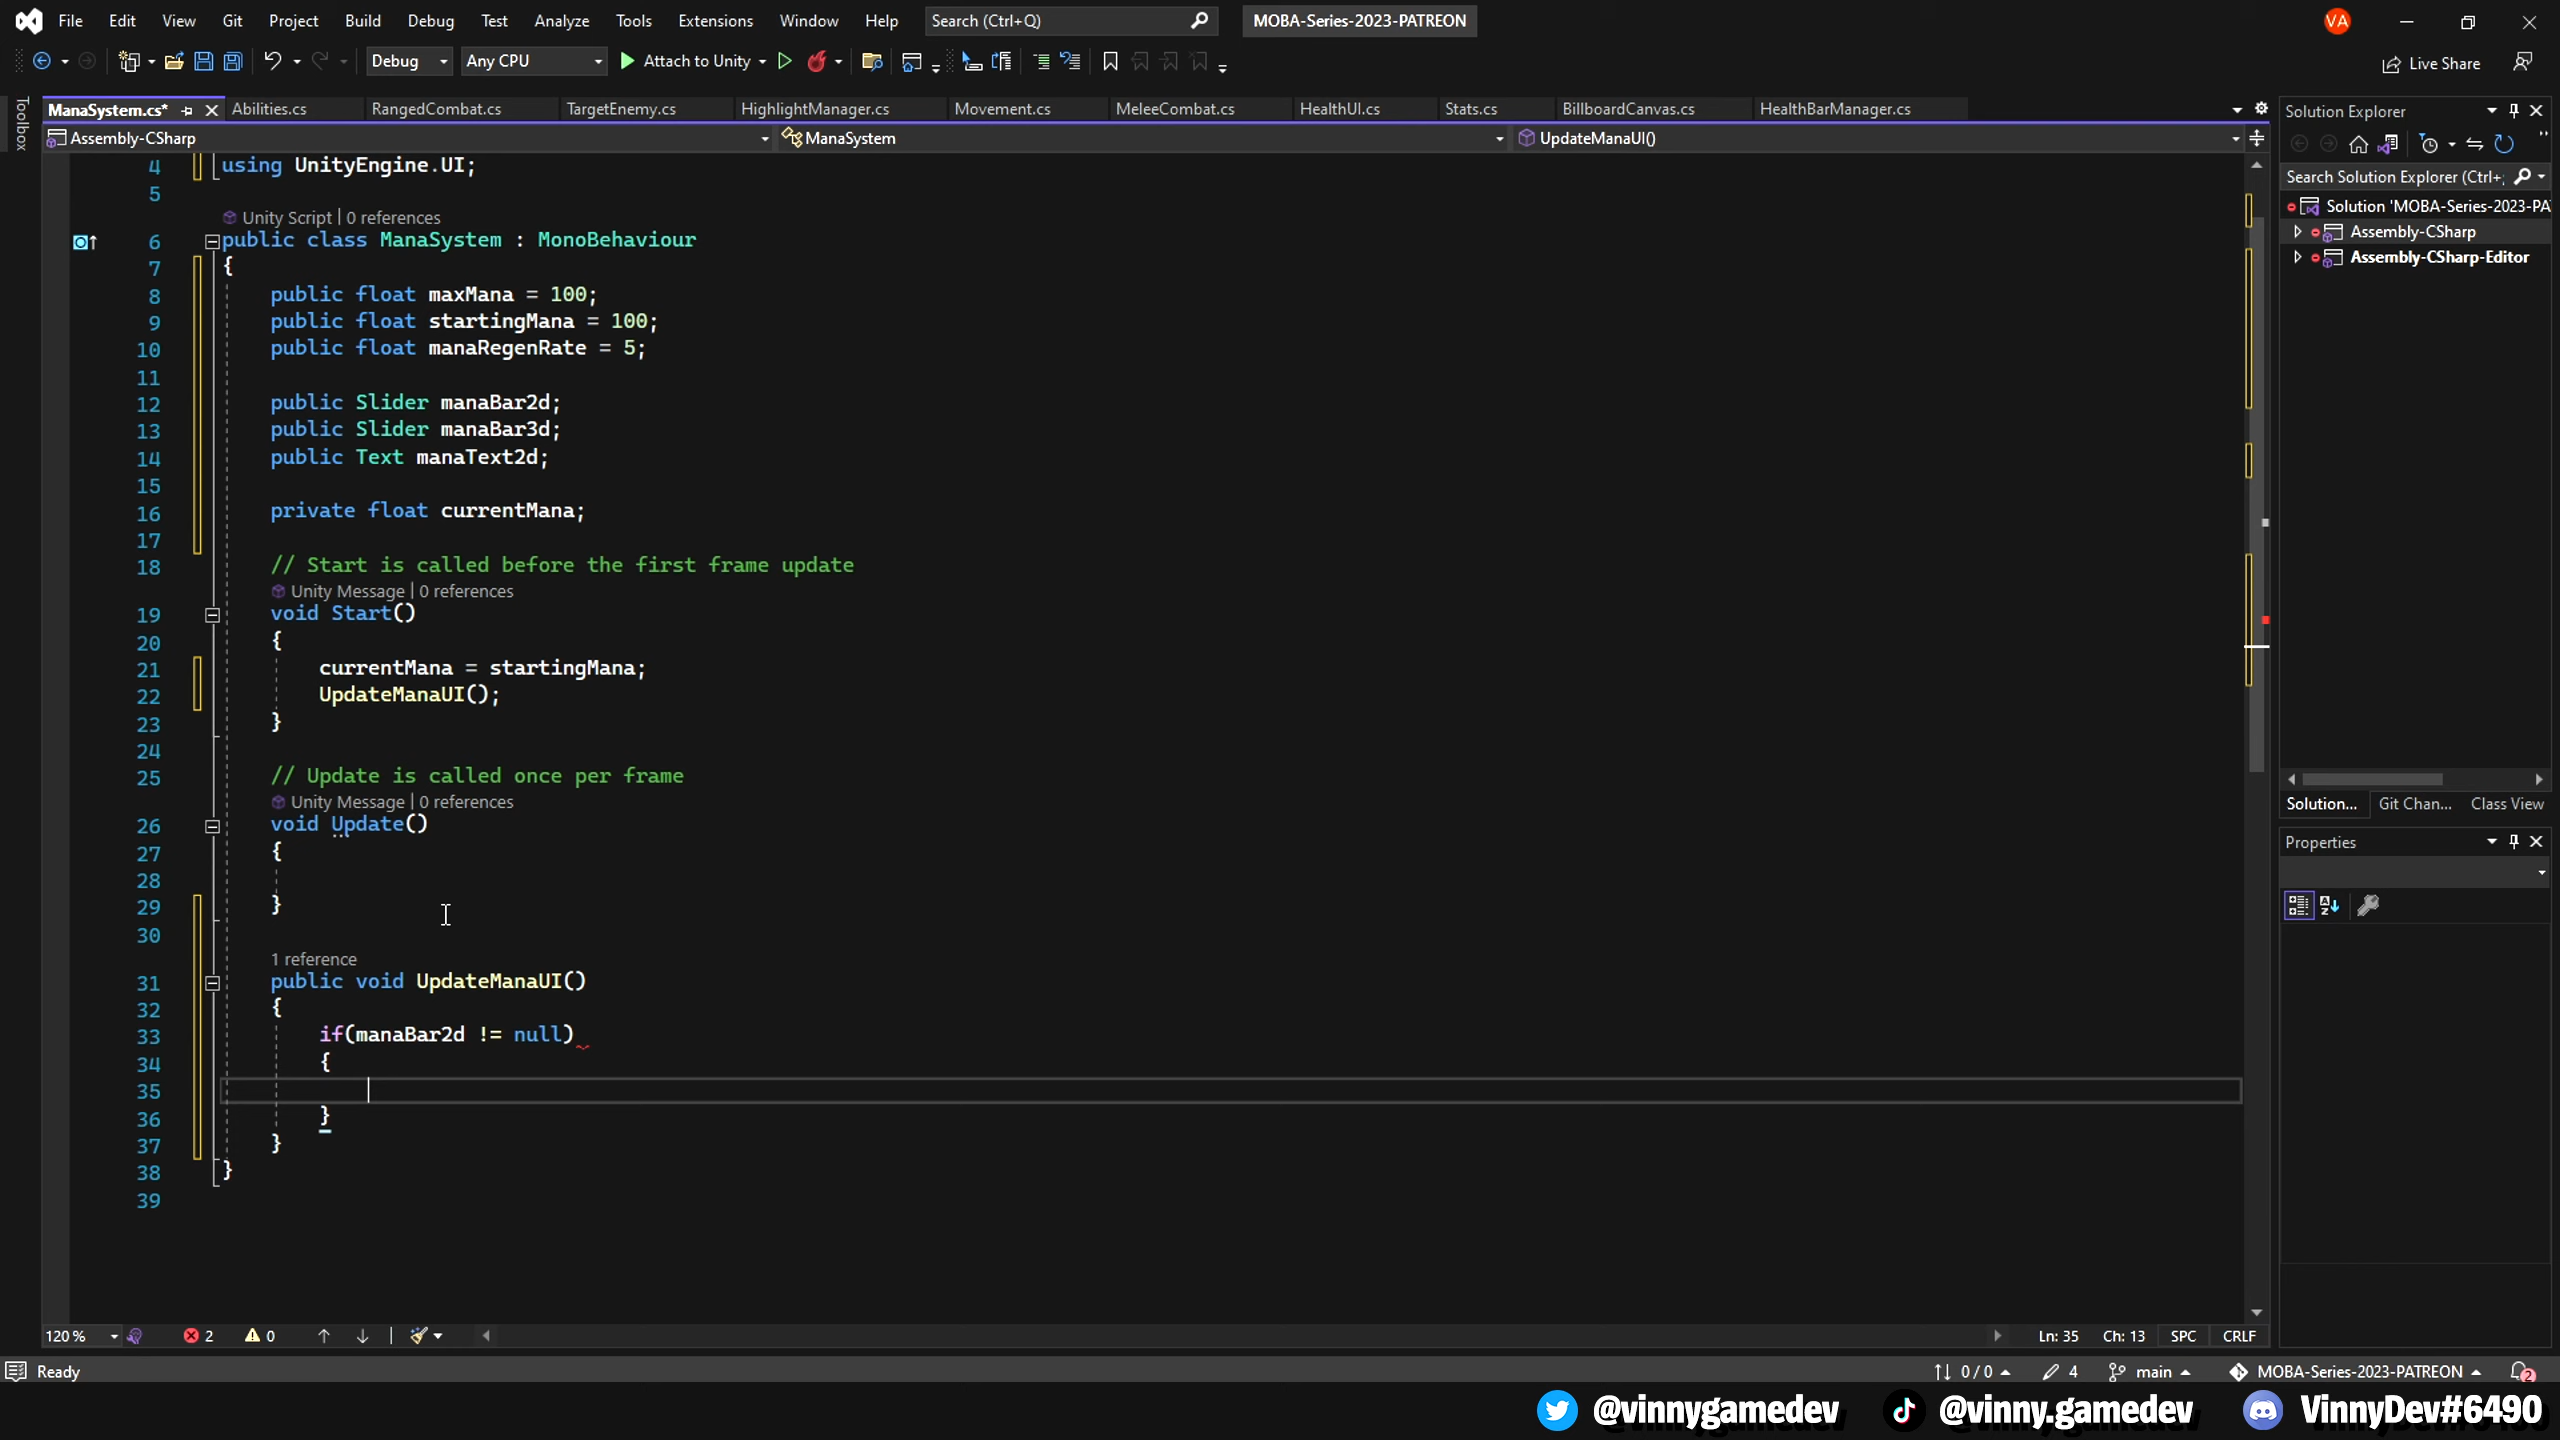 File Edit View Git Project Build Debug Test Analyze Tools Extensions Window Help Search (Ctrl+Q) MOBA-Series-2023-PATREON VA
Debug Any CPU Attach to Unity Live Share
Toolbox
ManaSystem.cs* Abilities.cs RangedCombat.cs TargetEnemy.cs HighlightManager.cs Movement.cs MeleeCombat.cs HealthUI.cs Stats.cs BillboardCanvas.cs HealthBarManager.cs
Assembly-CSharp ManaSystem UpdateManaUI()
4 using UnityEngine.UI;
5
Unity Script | 0 references
6 public class ManaSystem : MonoBehaviour
7 {
8 public float maxMana = 100;
9 public float startingMana = 100;
10 public float manaRegenRate = 5;
11
12 public Slider manaBar2d;
13 public Slider manaBar3d;
14 public Text manaText2d;
15
16 private float currentMana;
17
18 // Start is called before the first frame update
Unity Message | 0 references
19 void Start()
20 {
21 currentMana = startingMana;
22 UpdateManaUI();
23 }
24
25 // Update is called once per frame
Unity Message | 0 references
26 void Update()
27 {
28
29 }
30
1 reference
31 public void UpdateManaUI()
32 {
33 if(manaBar2d != null)
34 {
35
36 }
37 }
38 }
39
120 % 2 0 Ln: 35 Ch: 13 SPC CRLF
Solution Explorer
Search Solution Explorer (Ctrl+;
Solution 'MOBA-Series-2023-PA
Assembly-CSharp
Assembly-CSharp-Editor
Solution... Git Chan... Class View
Properties
Ready 0 / 0 4 main MOBA-Series-2023-PATREON 2
@vinnygamedev @vinny.gamedev VinnyDev#6490